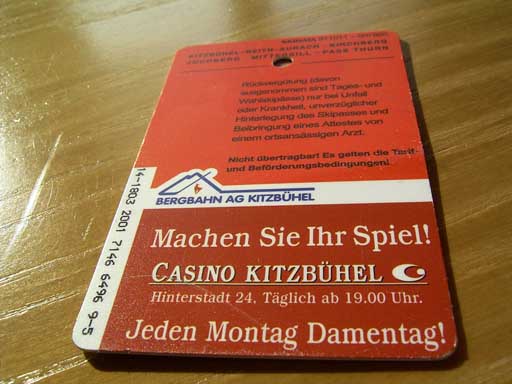 KITZBÜHEL-REITH-AURACH - KIRCHBERG
JOCHBERG - MITTERSILL - PASS THURN
Rückvergütung (davon
ausgenommen sind Tages- und
Wahlskipässe) nur bei Unfall
oder Krankheit, unverzüglicher
Hinterlegung des Skipasses und
Beibringung eines Attestes von
einem ortsansässigen Arzt.
Nicht übertragbar! Es gelten die Tarif-
und Beförderungsbedingungen!
BERGBAHN AG KITZBÜHEL
14-1803 2001 7146 6496 9-5
Machen Sie Ihr Spiel!
CASINO KITZBÜHEL
Hinterstadt 24, Täglich ab 19.00 Uhr.
Jeden Montag Damentag!